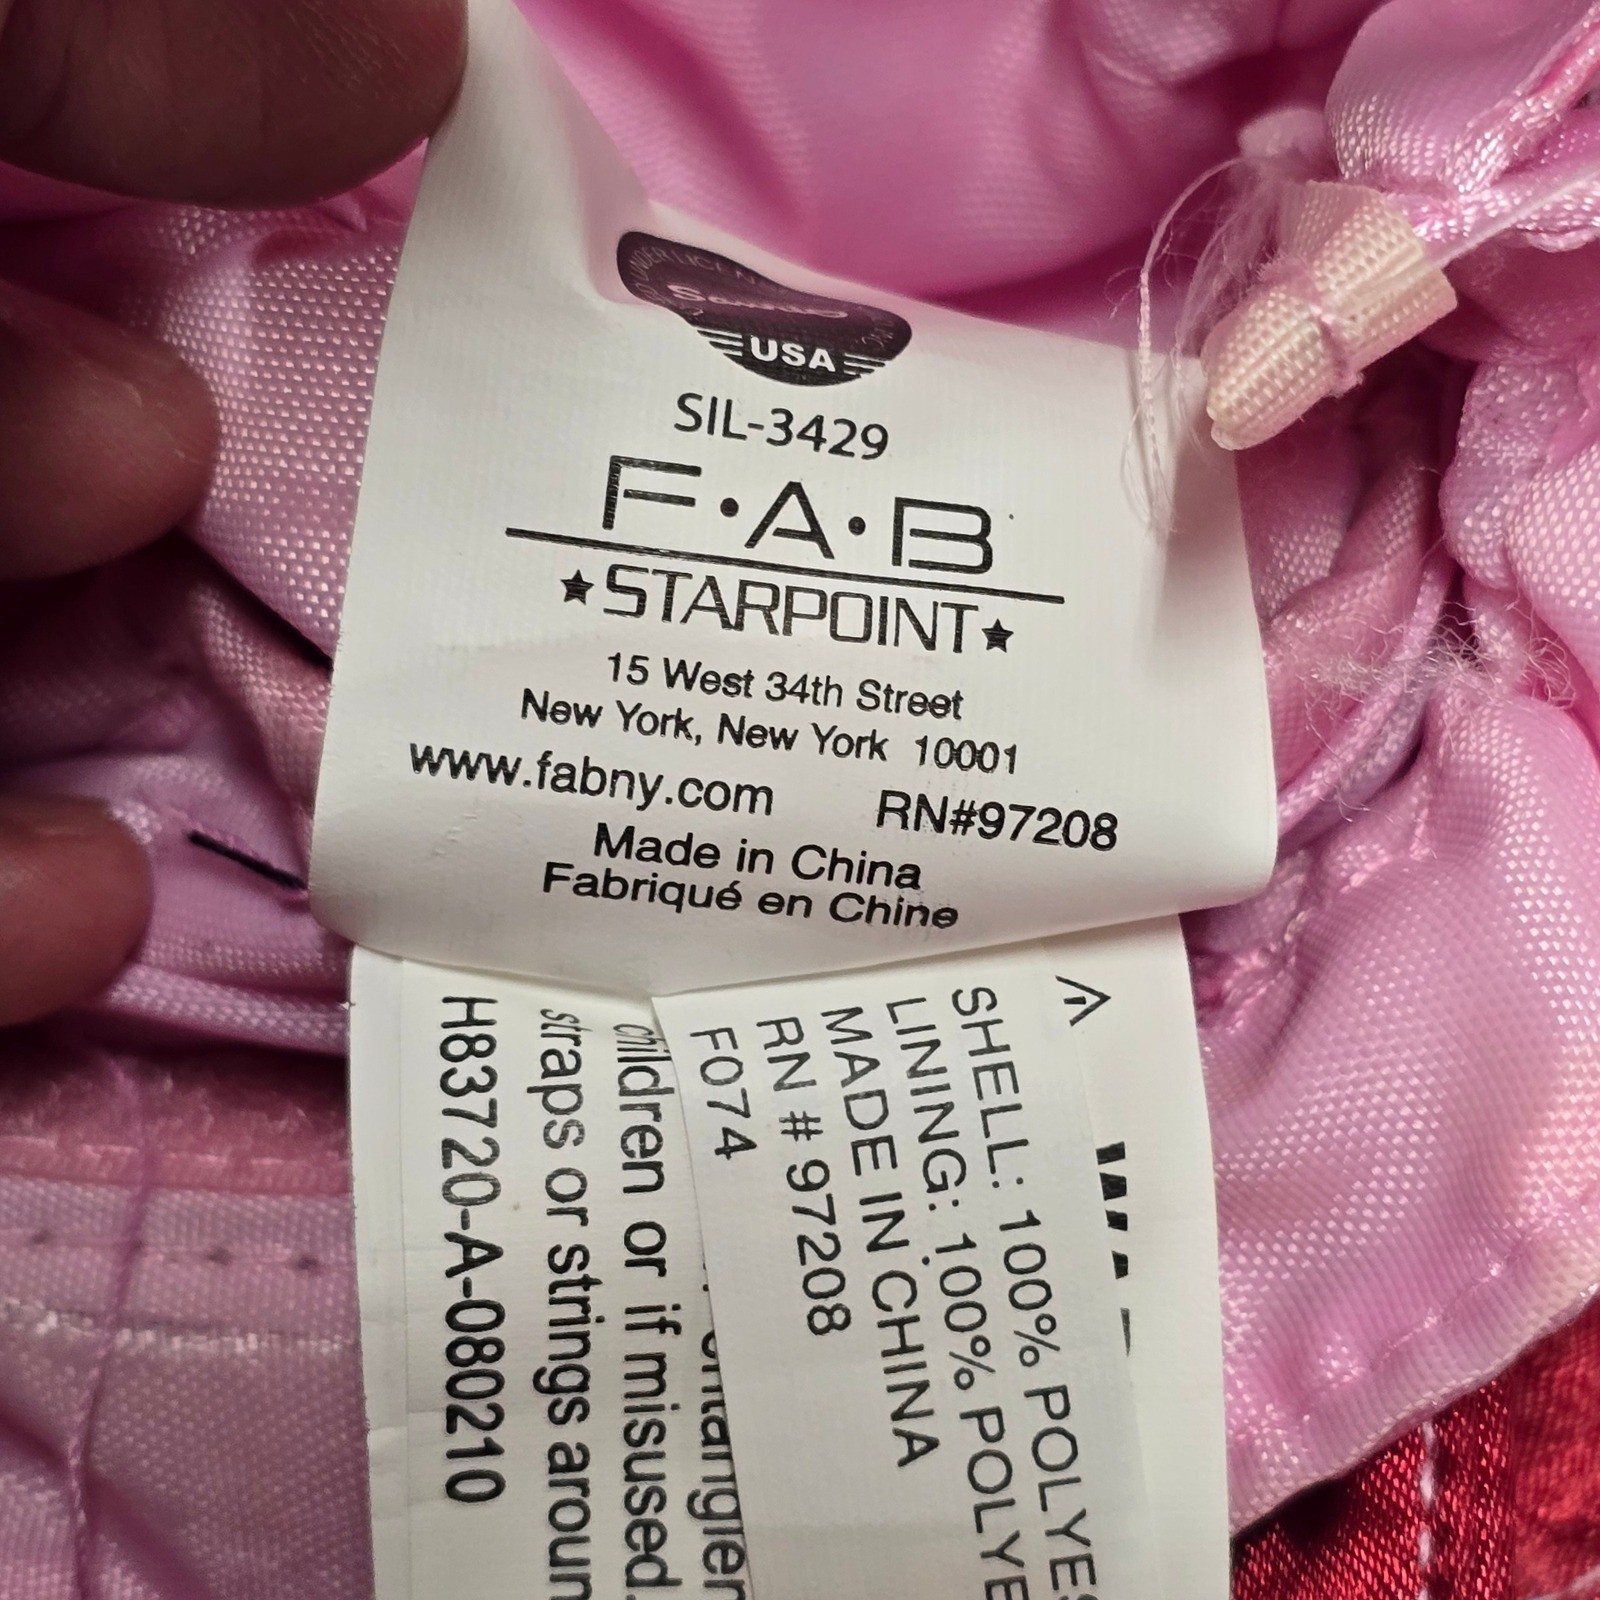 UNDER LICEN
USA
SIL-3429
F·A·B
★STARPOINT★
15 West 34th Street
New York, New York 10001
www.fabny.com RN#97208
Made in China
Fabriqué en Chine
SHELL: 100% POLYES
LINING: 100% POLYE
MADE IN CHINA
RN # 97208
F074
children or if misused.
straps or strings aroun
H83720-A-080210